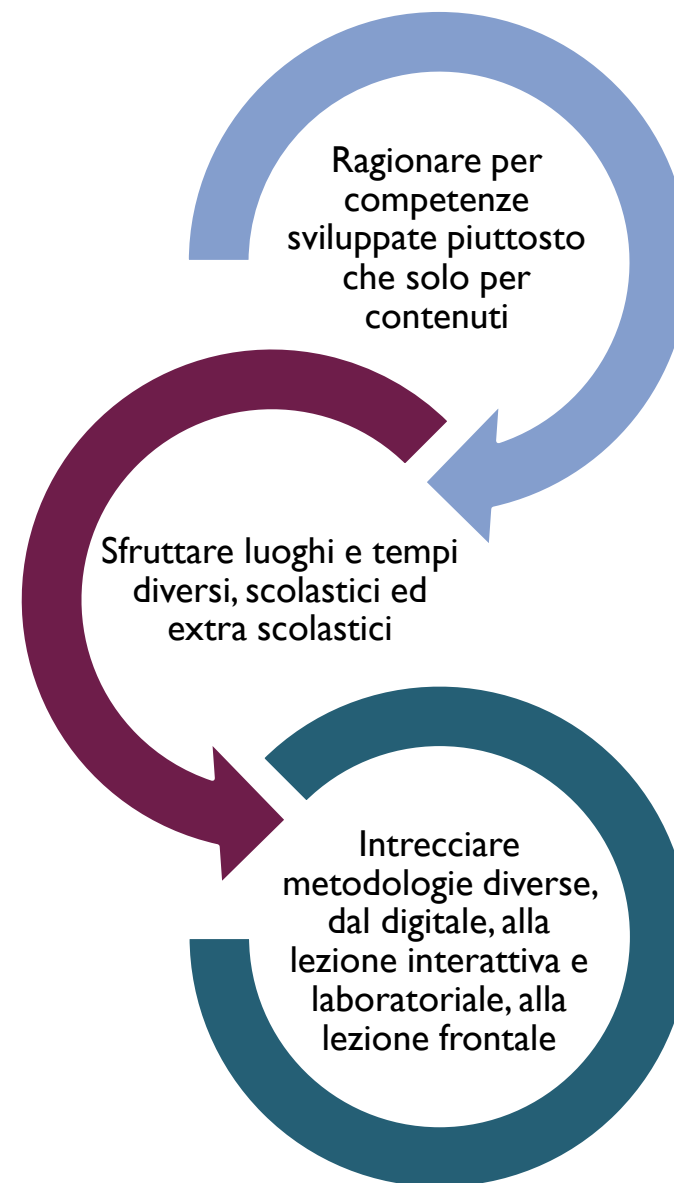 Ragionare per
competenze
sviluppate piuttosto
che solo per
contenuti
Sfruttare luoghi e tempi
diversi, scolastici ed
extra scolastici
Intrecciare
metodologie diverse,
dal digitale, alla
lezione interattiva e
laboratoriale, alla
lezione frontale